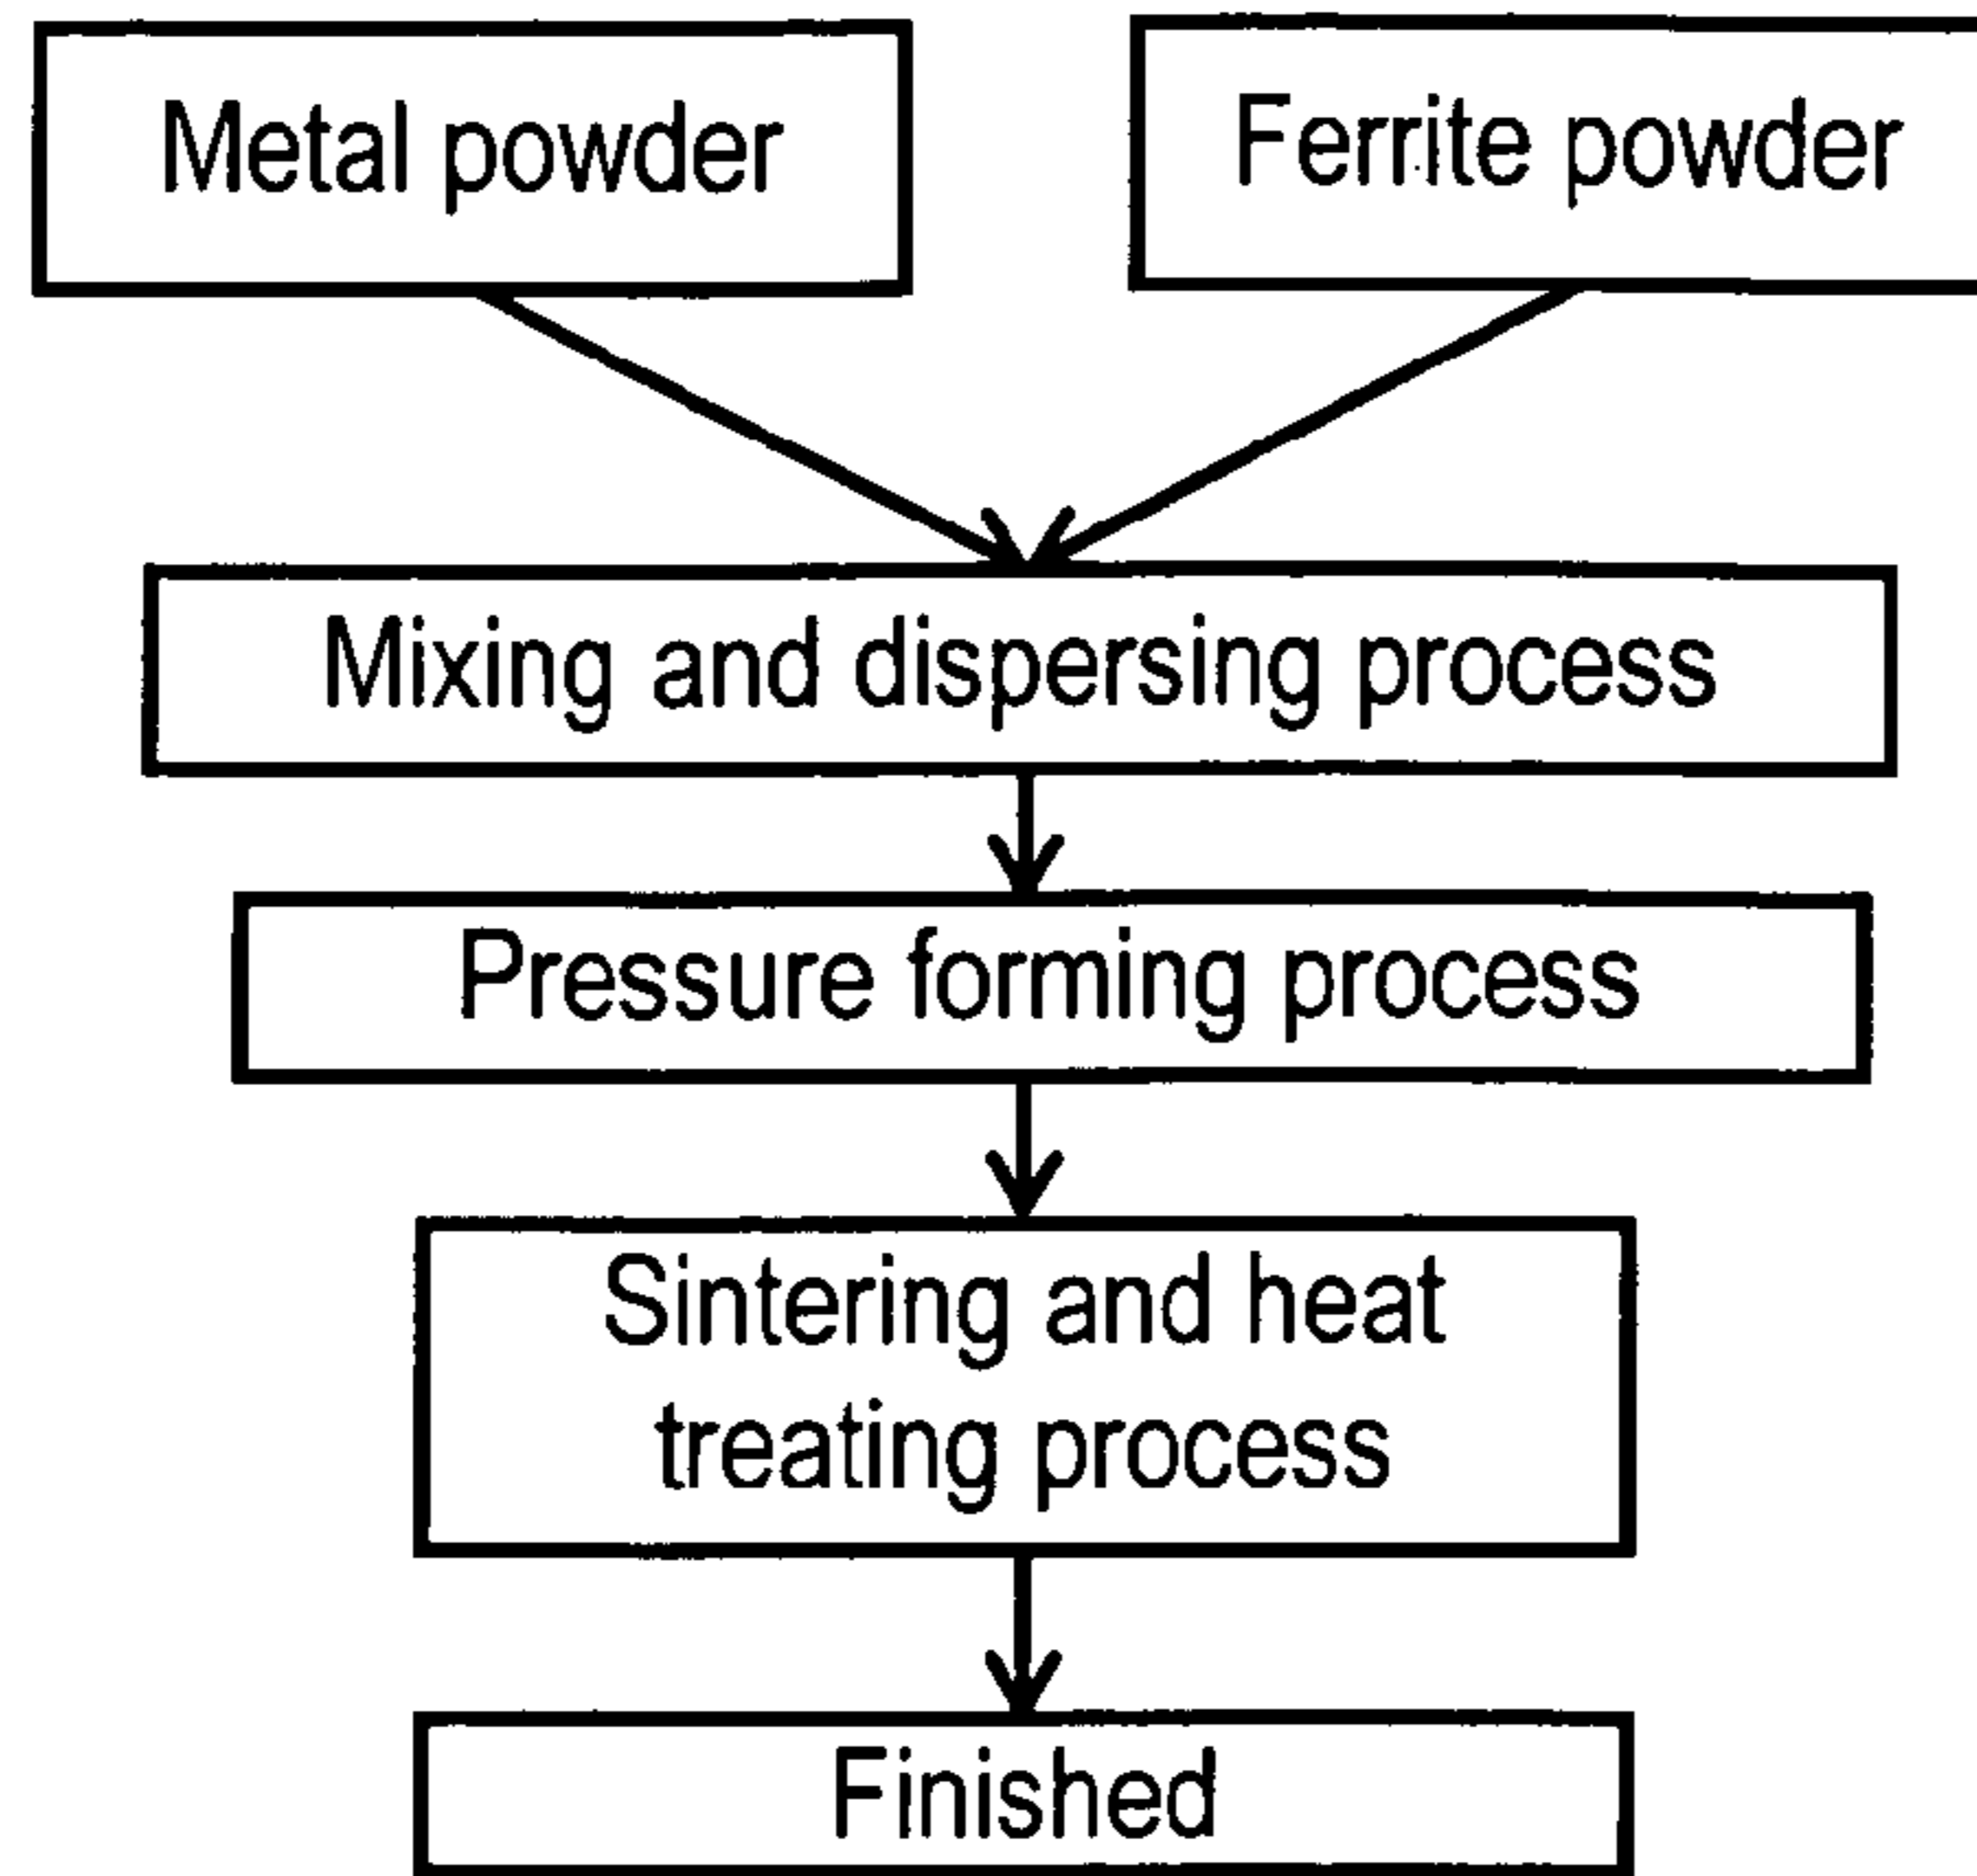 Metal powder
Ferrite powder
Mixing and dispersing process
Pressure forming process
Sintering and heat
treating process
Finished